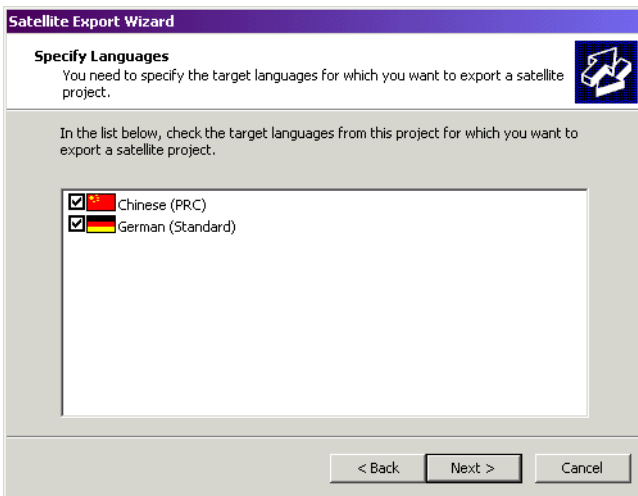 Satellite Export Wizard
Specify Languages
You need to specify the target languages for which you want to export a satellite
project.
In the list below, check the target languages from this project for which you want to
export a satellite project.
Chinese (PRC)
German (Standard)
< Back Next > Cancel